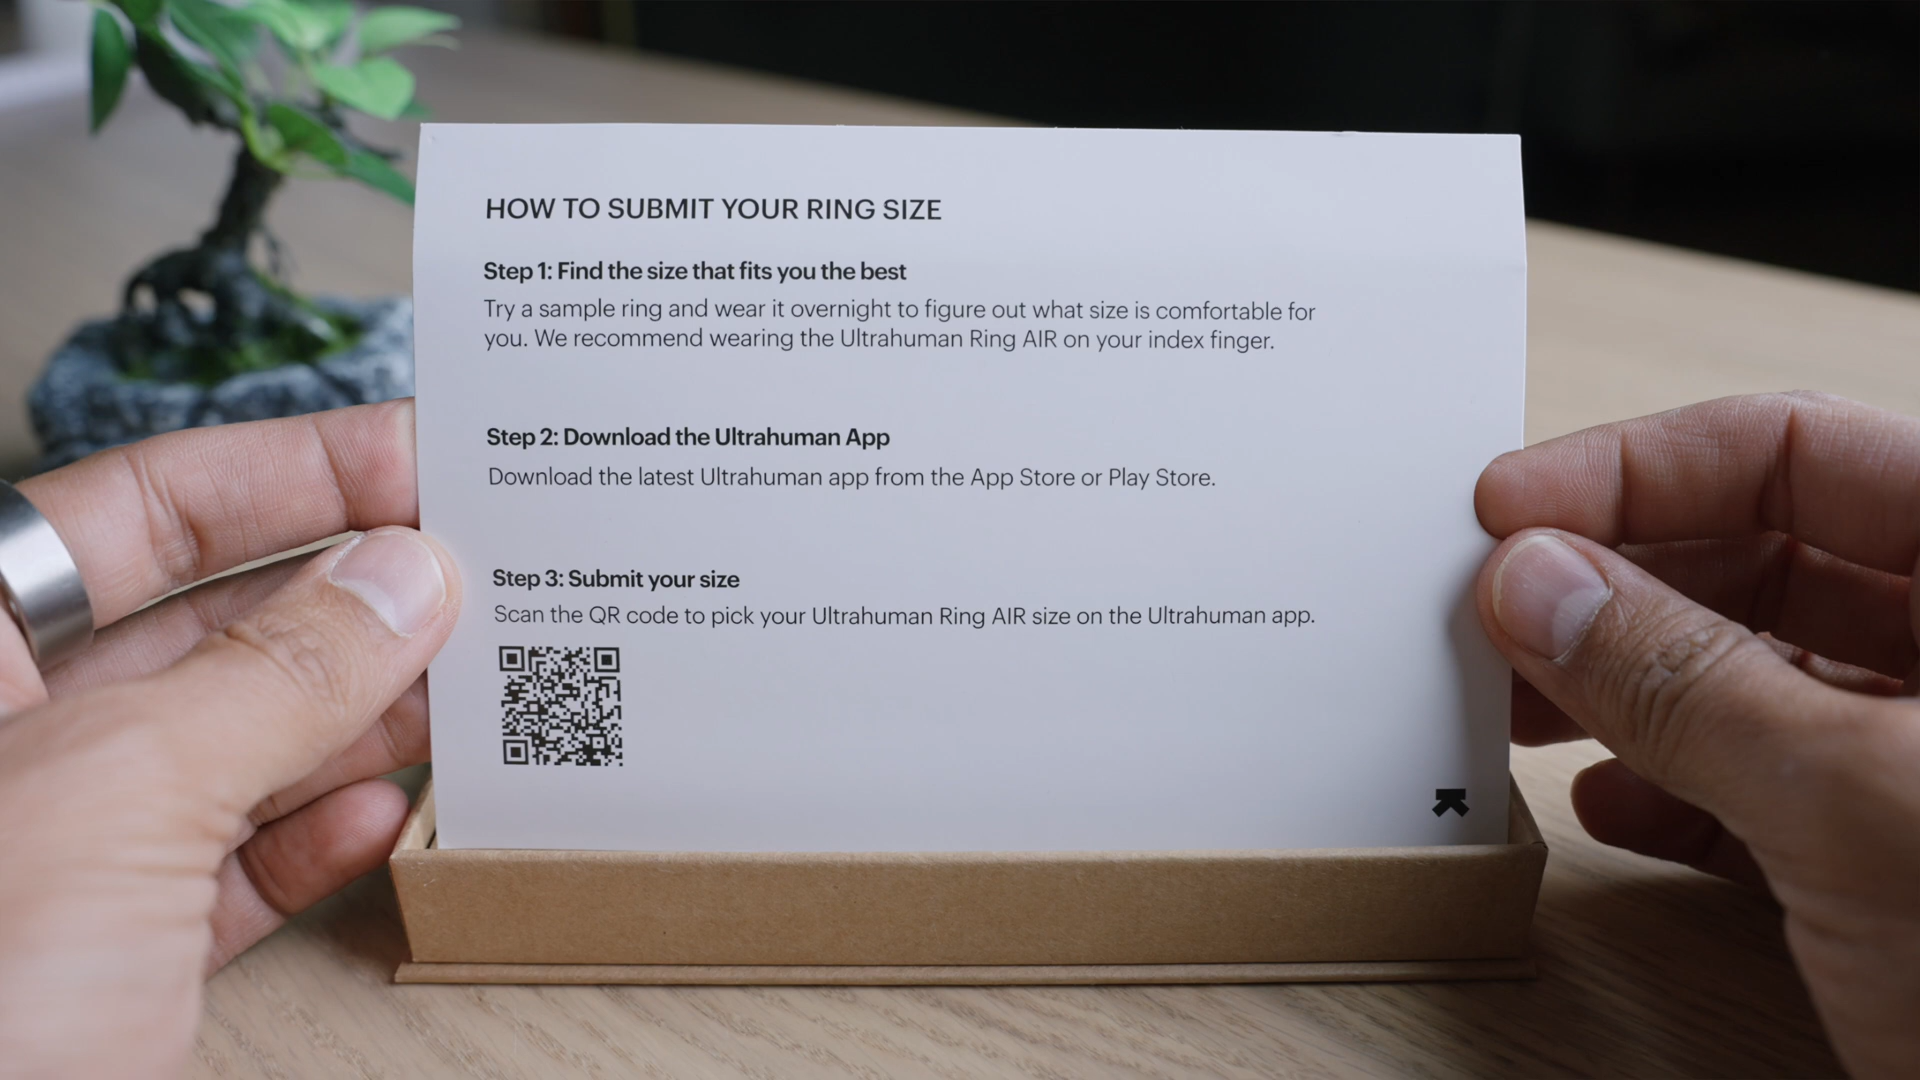 HOW TO SUBMIT YOUR RING SIZE
Step 1: Find the size that fits you the best
Try a sample ring and wear it overnight to figure out what size is comfortable for
you. We recommend wearing the Ultrahuman Ring AIR on your index finger.
Step 2: Download the Ultrahuman App
Download the latest Ultrahuman app from the App Store or Play Store.
Step 3: Submit your size
Scan the QR code to pick your Ultrahuman Ring AIR size on the Ultrahuman app.